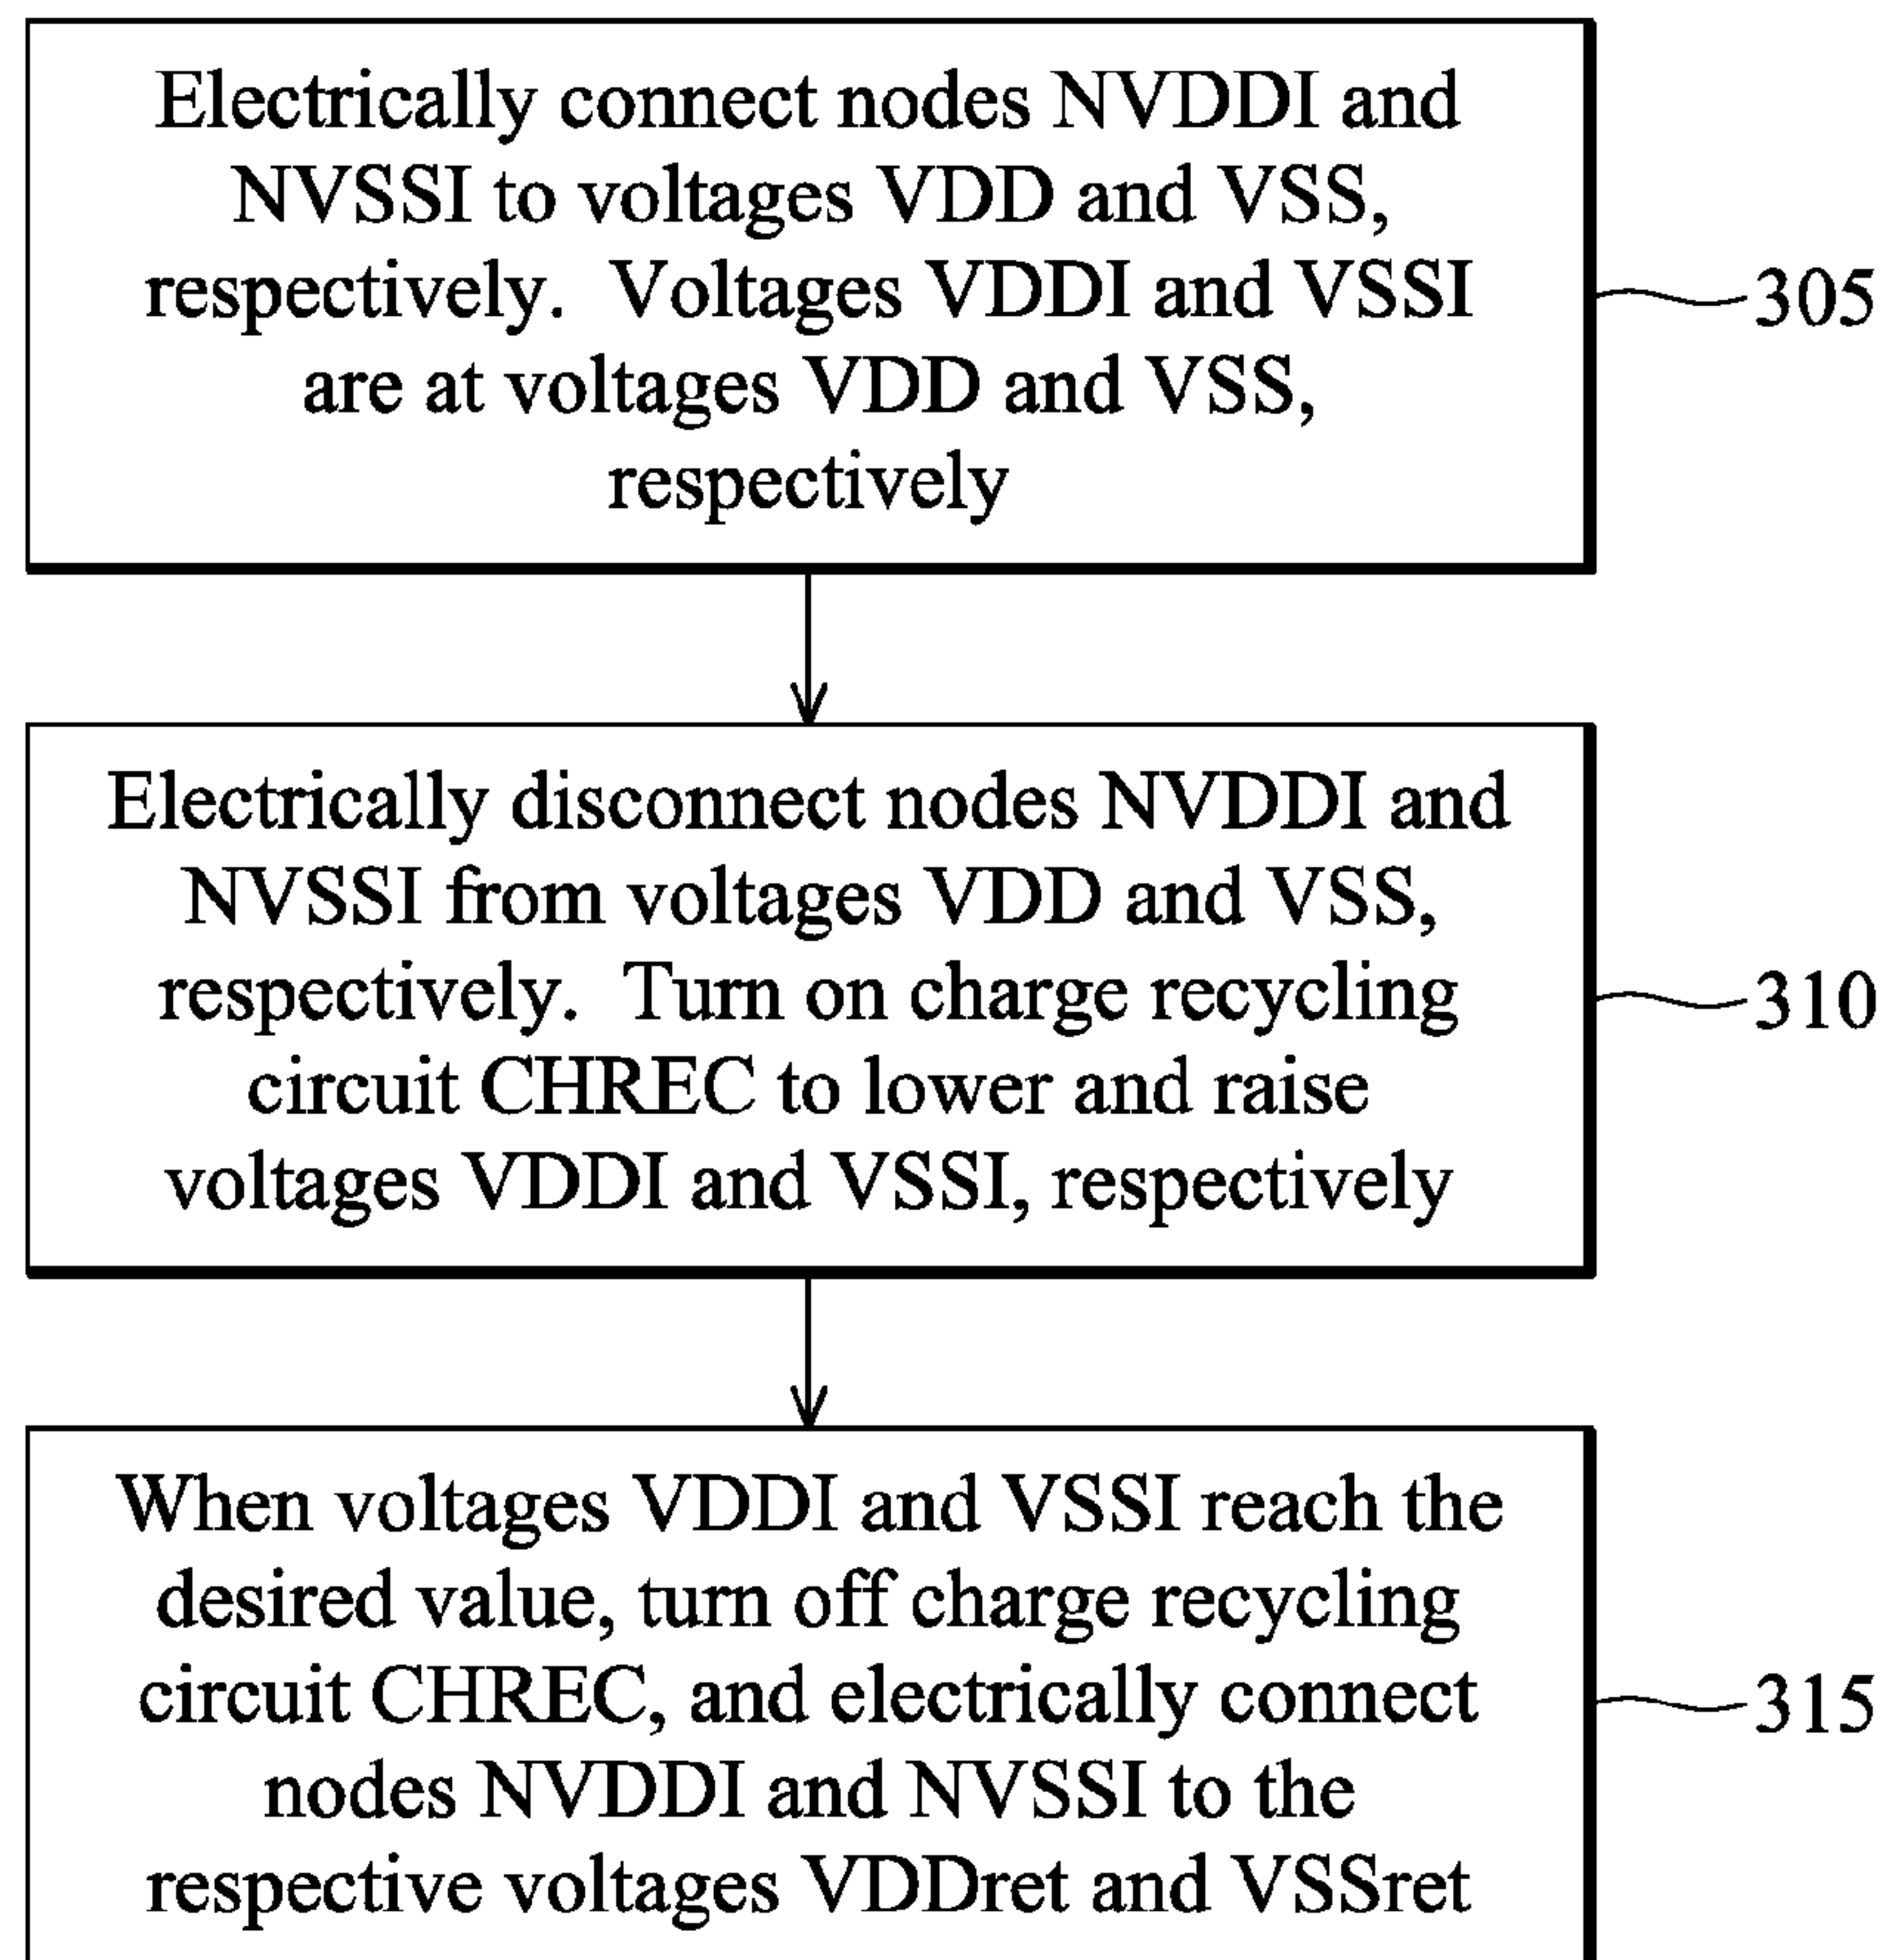 Electrically connect nodes NVDDI and
NVSSI to voltages VDD and VSS,
respectively.  Voltages VDDI and VSSI
are at voltages VDD and VSS,
respectively
305
Electrically disconnect nodes NVDDI and
NVSSI from voltages VDD and VSS,
respectively.  Turn on charge recycling
circuit CHREC to lower and raise
voltages VDDI and VSSI, respectively
310
When voltages VDDI and VSSI reach the
desired value, turn off charge recycling
circuit CHREC, and electrically connect
nodes NVDDI and NVSSI to the
respective voltages VDDret and VSSret
315